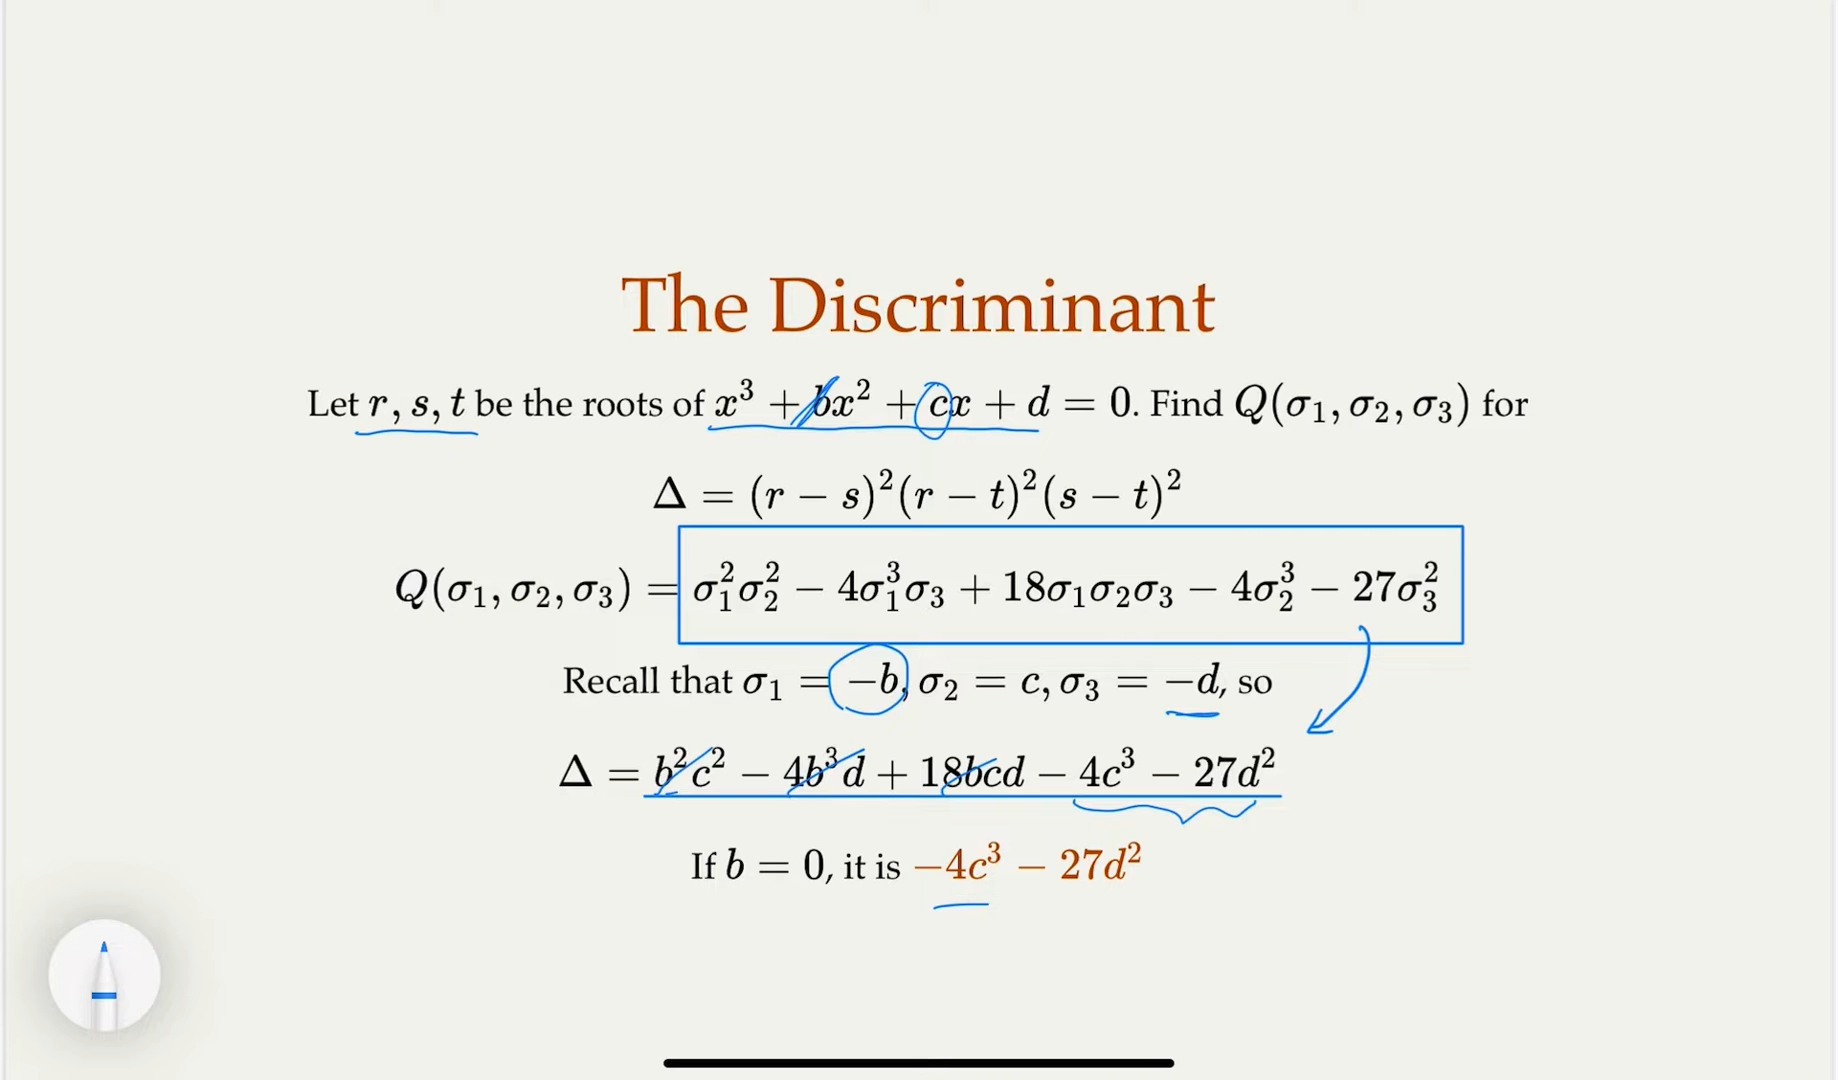 The Discriminant
Let r, s, t be the roots of x³ + bx² + cx + d = 0. Find Q(σ₁, σ₂, σ₃) for
Δ = (r − s)²(r − t)²(s − t)²
Q(σ₁, σ₂, σ₃) = σ₁²σ₂² − 4σ₁³σ₃ + 18σ₁σ₂σ₃ − 4σ₂³ − 27σ₃²
Recall that σ₁ = −b, σ₂ = c, σ₃ = −d, so
Δ = b²c² − 4b³d + 18bcd − 4c³ − 27d²
If b = 0, it is −4c³ − 27d²